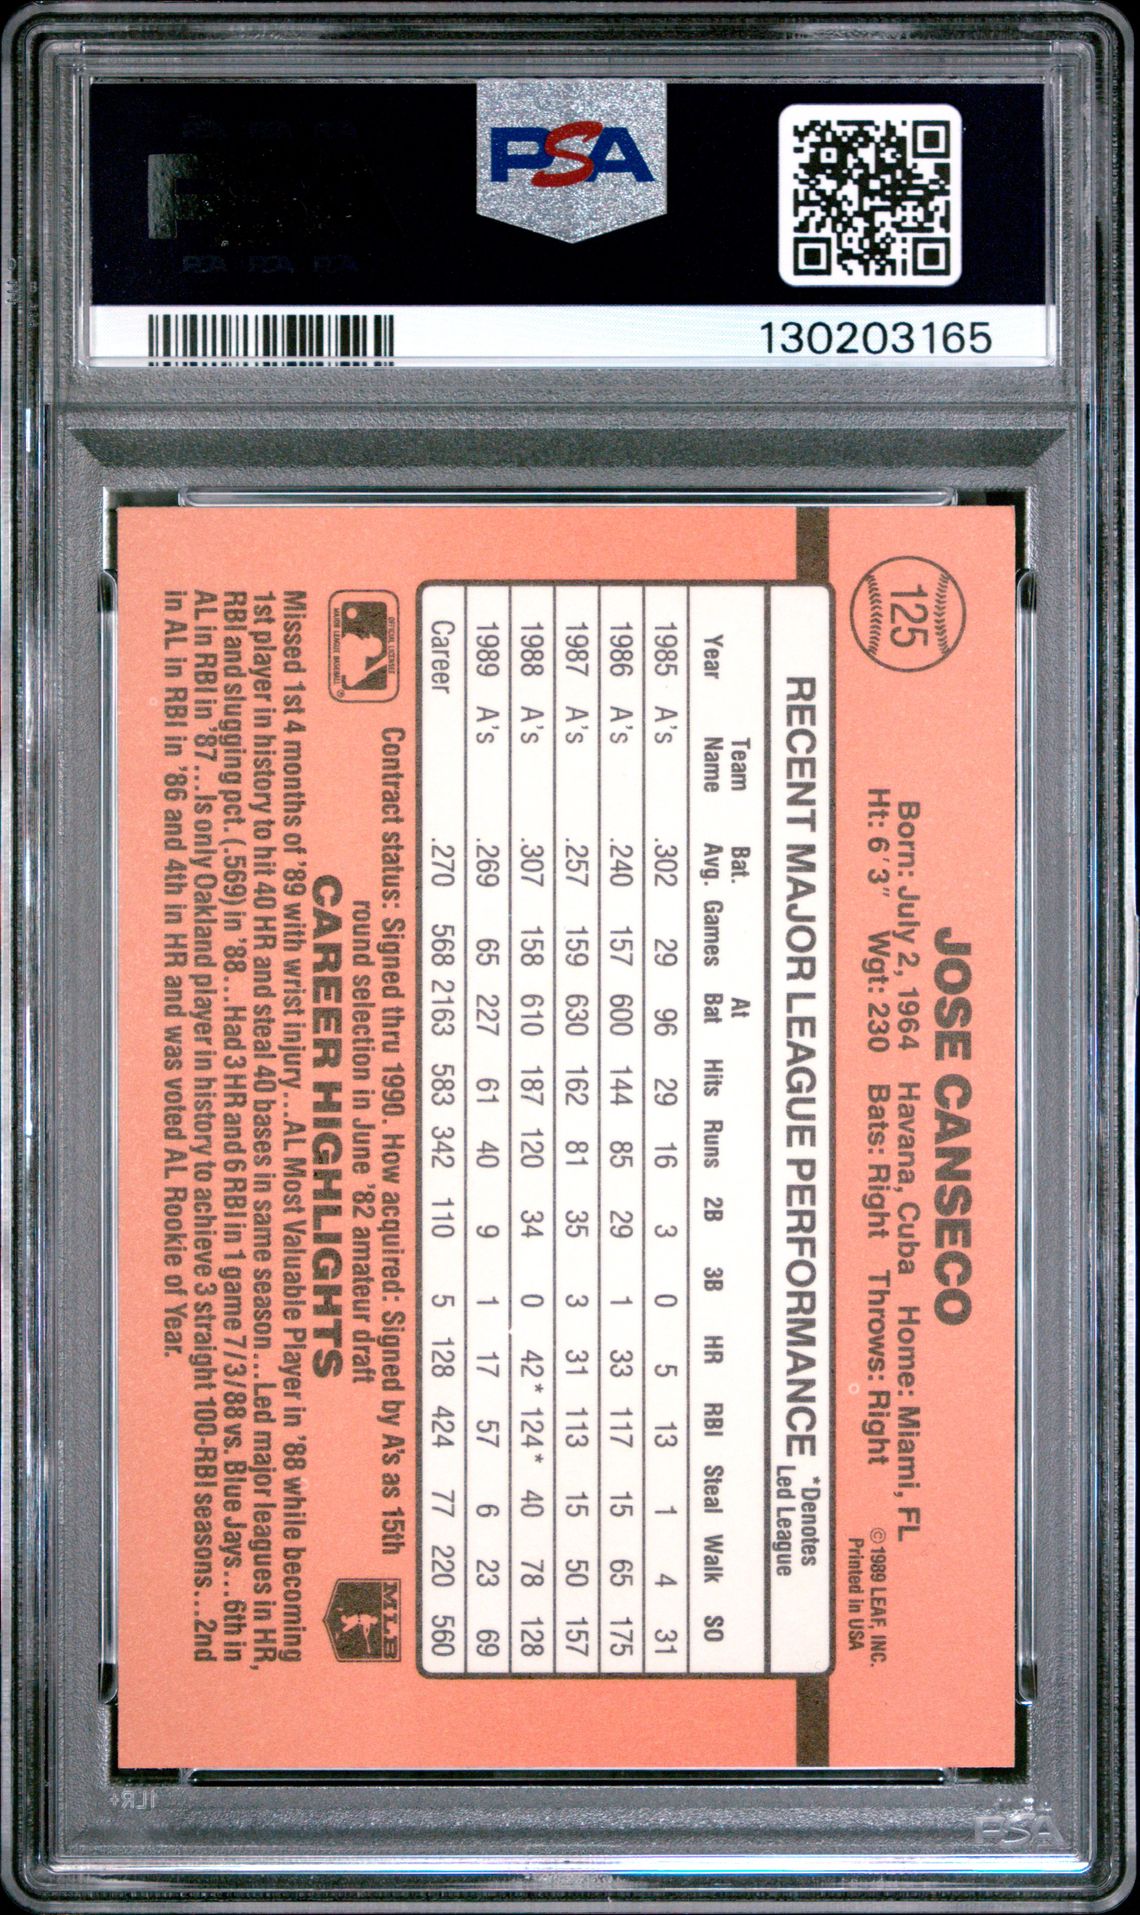 PSA
130203165
125
JOSE CANSECO
Born: July 2, 1964 Havana, Cuba Home: Miami, FL
Ht: 6'3" Wgt: 230 Bats: Right Throws: Right
© 1989 LEAF, INC.
Printed in USA
RECENT MAJOR LEAGUE PERFORMANCE *Denotes
Led League
Team Bat. At
Year Name Avg. Games Bat Hits Runs 2B 3B HR RBI Steal Walk SO
1985 A's .302 29 96 29 16 3 0 5 13 1 4 31
1986 A's .240 157 600 144 85 29 1 33 117 15 65 175
1987 A's .257 159 630 162 81 35 3 31 113 15 50 157
1988 A's .307 158 610 187 120 34 0 42* 124* 40 78 128
1989 A's .269 65 227 61 40 9 1 17 57 6 23 69
Career .270 568 2163 583 342 110 5 128 424 77 220 560
OFFICIAL LICENSEE
MAJOR LEAGUE BASEBALL
®
Contract status: Signed thru 1990. How acquired: Signed by A's as 15th
round selection in June '82 amateur draft
MLB
CAREER HIGHLIGHTS
Missed 1st 4 months of '89 with wrist injury...AL Most Valuable Player in '88 while becoming
1st player in history to hit 40 HR and steal 40 bases in same season...Led major leagues in HR,
RBI and slugging pct. (.569) in '88...Had 3 HR and 6 RBI in 1 game 7/3/88 vs. Blue Jays...6th in
AL in RBI in '87...Is only Oakland player in history to achieve 3 straight 100-RBI seasons...2nd
in AL in RBI in '86 and 4th in HR and was voted AL Rookie of Year.
PSA